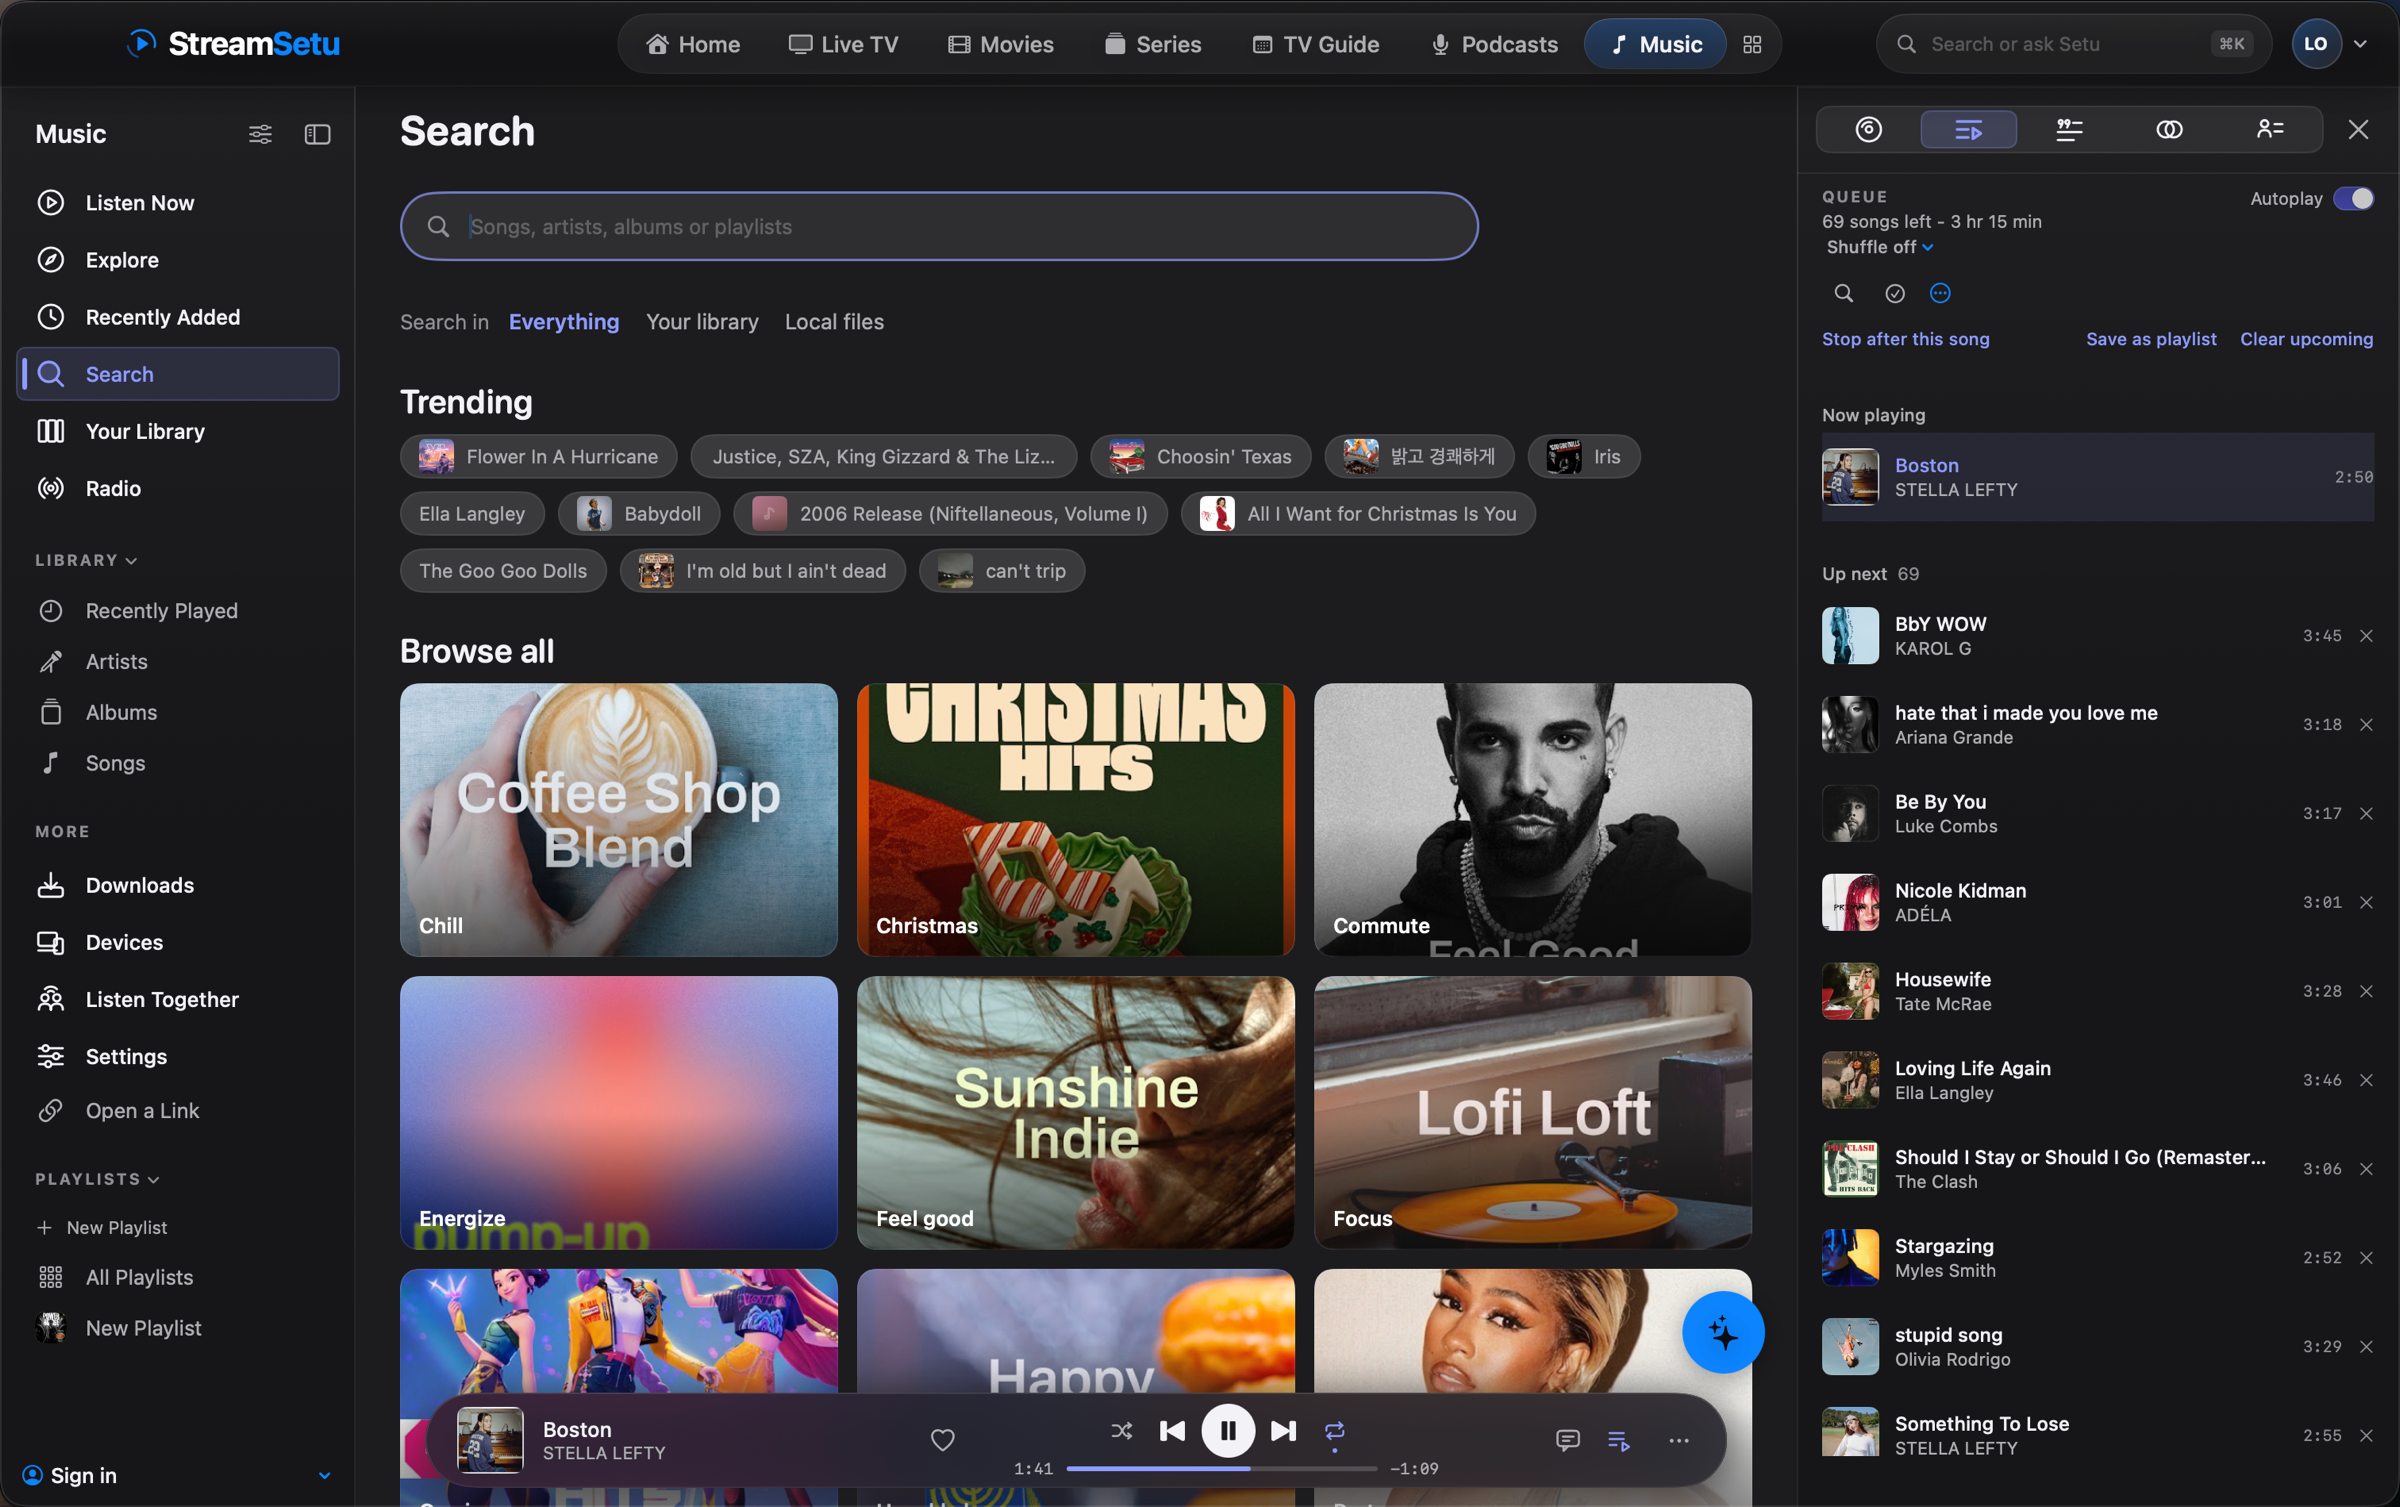 StreamSetu
Home
Live TV
Movies
Series
TV Guide
Podcasts
Music
Search or ask Setu
⌘K
LO
Music
Listen Now
Explore
Recently Added
Search
Your Library
Radio
LIBRARY
Recently Played
Artists
Albums
Songs
MORE
Downloads
Devices
Listen Together
Settings
Open a Link
PLAYLISTS
New Playlist
All Playlists
New Playlist
Sign in
Search
Songs, artists, albums or playlists
Search in Everything Your library Local files
Trending
Flower In A Hurricane
Justice, SZA, King Gizzard & The Liz...
Choosin' Texas
밝고 경쾌하게
Iris
Ella Langley
Babydoll
2006 Release (Niftellaneous, Volume I)
All I Want for Christmas Is You
The Goo Goo Dolls
I'm old but I ain't dead
can't trip
Browse all
Coffee Shop
Blend
Chill
CHRISTMAS
HITS
Christmas
Commute
Feel-Good
Energize
pump-up
Sunshine
Indie
Feel good
Lofi Loft
Focus
Happy
Boston
STELLA LEFTY
1:41
-1:09
QUEUE
Autoplay
69 songs left - 3 hr 15 min
Shuffle off
Stop after this song
Save as playlist
Clear upcoming
Now playing
Boston
STELLA LEFTY
2:50
Up next 69
BbY WOW
KAROL G
3:45
hate that i made you love me
Ariana Grande
3:18
Be By You
Luke Combs
3:17
Nicole Kidman
ADÉLA
3:01
Housewife
Tate McRae
3:28
Loving Life Again
Ella Langley
3:46
Should I Stay or Should I Go (Remaster...
The Clash
3:06
Stargazing
Myles Smith
2:52
stupid song
Olivia Rodrigo
3:29
Something To Lose
STELLA LEFTY
2:55